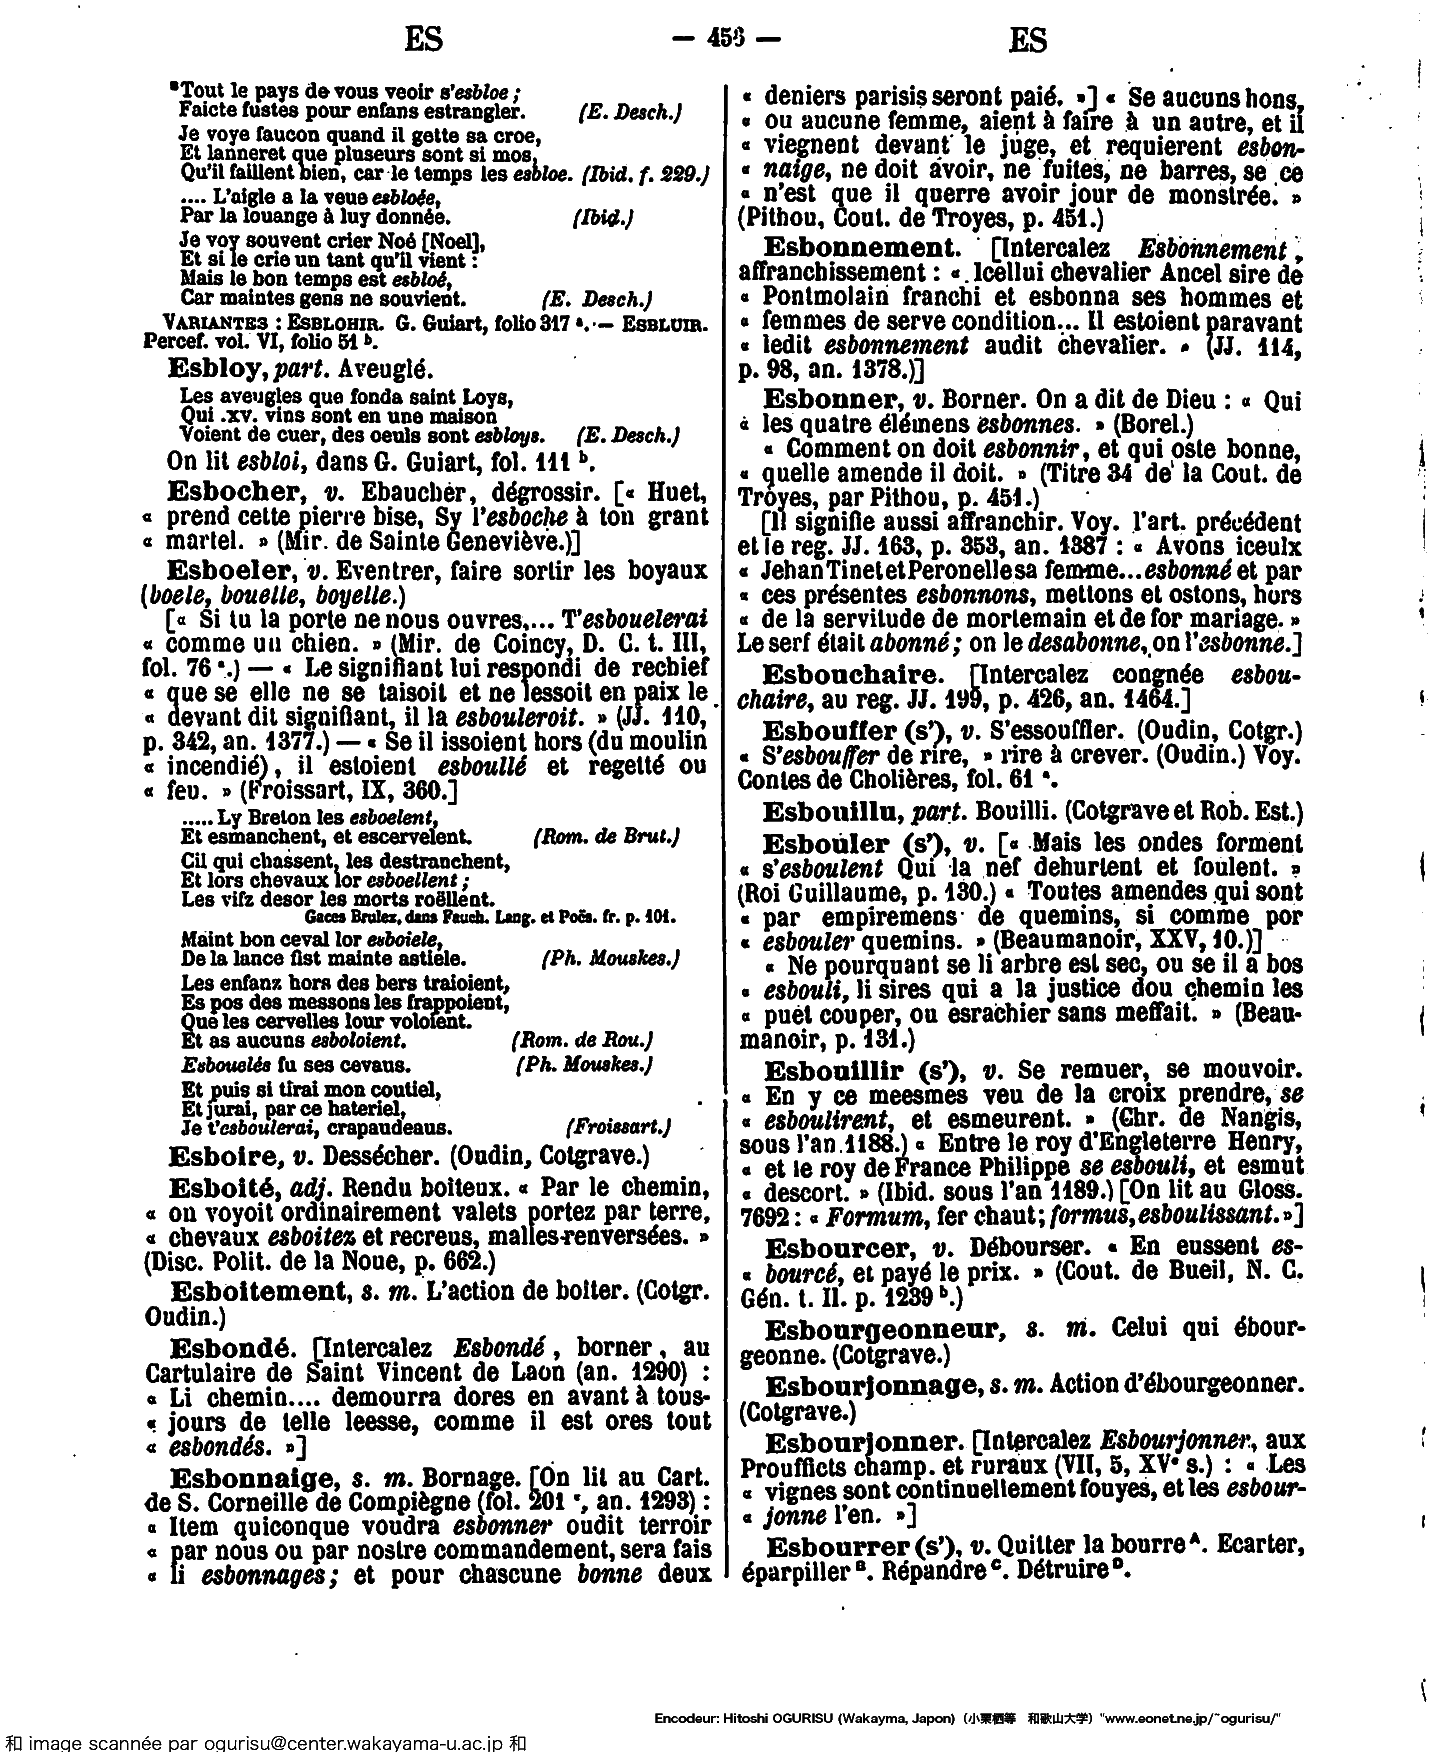 ES
— 456 —
ES
"Tout le pays de vous veoir s'esbloe ;
Faicte fustes pour enfans estrangler. (E. Desch.)
Je voye faucon quand il gette sa croe,
Et lanneret que pluseurs sont si mos,
Qu'il faillent bien, car le temps les esbloe. (Ibid. f. 229.)
.... L'aigle a la veue esbloée,
Par la louange à luy donnée. (Ibid.)
Je voy souvent crier Noé [Noel],
Et si le crie un tant qu'il vient :
Mais le bon temps est esbloé,
Car maintes gens ne souvient. (E. Desch.)
VARIANTES : ESBLOHIR. G. Guiart, folio 317 ª. — ESBLUIR.
Percef. vol. VI, folio 51 ᵇ.
Esbloy, part. Aveuglé.
Les aveugles que fonda saint Loys,
Qui .xv. vins sont en une maison
Voient de cuer, des oeuls sont esbloys. (E. Desch.)
On lit esbloi, dans G. Guiart, fol. 111 ᵇ.
Esbocher, v. Ebaucher, dégrossir. [« Huet,
« prend cette pierre bise, Sy l'esboche à ton grant
« martel. » (Mir. de Sainte Geneviève.)]
Esboeler, v. Eventrer, faire sortir les boyaux
(boele, bouelle, boyelle.)
[« Si tu la porte ne nous ouvres,... T'esbouelerai
« comme un chien. » (Mir. de Coincy, D. C. t. III,
fol. 76 ª.) — « Le signifiant lui respondi de rechief
« que se elle ne se taisoit et ne lessoit en paix le
« devant dit signifiant, il la esbouleroit. » (JJ. 110,
p. 342, an. 1377.) — « Se il issoient hors (du moulin
« incendié), il estoient esboullé et regetté ou
« feu. » (Froissart, IX, 360.]
..... Ly Breton les esboelent,
Et esmanchent, et escervelent. (Rom. de Brut.)
Cil qui chassent, les destranchent,
Et lors chevaux lor esboellent ;
Les vifz desor les morts roëllent.
Gaces Brulez, dans Fauch. Lang. et Poës. fr. p. 101.
Maint bon ceval lor esboiele,
De la lance fist mainte astiele. (Ph. Mouskes.)
Les enfanz hors des bers traioient,
Es pos des messons les frappoient,
Que les cervelles lour voloient.
Et as aucuns esboloient. (Rom. de Rou.)
Esbouelés fu ses cevaus. (Ph. Mouskes.)
Et puis si tirai mon coutiel,
Et jurai, par ce hateriel,
Je t'esboulerai, crapaudeaus. (Froissart.)
Esboire, v. Dessécher. (Oudin, Cotgrave.)
Esboité, adj. Rendu boiteux. « Par le chemin,
« on voyoit ordinairement valets portez par terre,
« chevaux esboitez et recreus, malles renversées. »
(Disc. Polit. de la Noue, p. 662.)
Esboitement, s. m. L'action de boiter. (Cotgr.
Oudin.)
Esbondé. [Intercalez Esbondé, borner, au
Cartulaire de Saint Vincent de Laon (an. 1290) :
« Li chemin.... demourra dores en avant à tous-
« jours de telle leesse, comme il est ores tout
« esbondés. »]
Esbonnaige, s. m. Bornage. [On lit au Cart.
de S. Corneille de Compiègne (fol. 201 ᶜ, an. 1293) :
« Item quiconque voudra esbonner oudit terroir
« par nous ou par nostre commandement, sera fais
« li esbonnages ; et pour chascune bonne deux
« deniers parisis seront paié. »] « Se aucuns hons,
« ou aucune femme, aient à faire à un autre, et il
« viegnent devant le juge, et requierent esbon-
« naige, ne doit avoir, ne fuites, ne barres, se ce
« n'est que il querre avoir jour de monstrée. »
(Pithou, Cout. de Troyes, p. 451.)
Esbonnement. [Intercalez Esbonnement,
affranchissement : « Icellui chevalier Ancel sire de
« Pontmolain franchi et esbonna ses hommes et
« femmes de serve condition... Il estoient paravant
« ledit esbonnement audit chevalier. » (JJ. 114,
p. 98, an. 1378.)]
Esbonner, v. Borner. On a dit de Dieu : « Qui
« les quatre élémens esbonnes. » (Borel.)
« Comment on doit esbonnir, et qui oste bonne,
« quelle amende il doit. » (Titre 34 de la Cout. de
Troyes, par Pithou, p. 451.)
[Il signifie aussi affranchir. Voy. l'art. précédent
et le reg. JJ. 163, p. 353, an. 1387 : « Avons iceulx
« Jehan Tinet et Peronelle sa femme... esbonné et par
« ces présentes esbonnons, mettons et ostons, hors
« de la servitude de mortemain et de for mariage. »
Le serf était abonné ; on le desabonne, on l'esbonne.]
Esbouchaire. [Intercalez congnée esbou-
chaire, au reg. JJ. 199, p. 426, an. 1464.]
Esbouffer (s'), v. S'essouffler. (Oudin, Cotgr.)
« S'esbouffer de rire, » rire à crever. (Oudin.) Voy.
Contes de Cholières, fol. 61 ª.
Esbouillu, part. Bouilli. (Cotgrave et Rob. Est.)
Esbouler (s'), v. [« Mais les ondes forment
« s'esboulent Qui la nef dehurtent et foulent. »
(Roi Guillaume, p. 130.) « Toutes amendes qui sont
« par empiremens de quemins, si comme por
« esbouler quemins. » (Beaumanoir, XXV, 10.)]
« Ne pourquant se li arbre est sec, ou se il a bos
« esbouli, li sires qui a la justice dou chemin les
« puet couper, ou esrachier sans meffait. » (Beau-
manoir, p. 131.)
Esbouillir (s'), v. Se remuer, se mouvoir.
« En y ce meesmes veu de la croix prendre, se
« esboulirent, et esmeurent. » (Chr. de Nangis,
sous l'an 1188.) « Entre le roy d'Engleterre Henry,
« et le roy de France Philippe se esbouli, et esmut
« descort. » (Ibid. sous l'an 1189.) [On lit au Gloss.
7692 : « Formum, fer chaut ; formus, esboulissant. »]
Esbourcer, v. Débourser. « En eussent es-
« bourcé, et payé le prix. » (Cout. de Bueil, N. C.
Gén. t. II. p. 1239 ᵇ.)
Esbourgeonneur, s. m. Celui qui ébour-
geonne. (Cotgrave.)
Esbourjonnage, s. m. Action d'ébourgeonner.
(Cotgrave.)
Esbourjonner. [Intercalez Esbourjonner, aux
Proufficts champ. et ruraux (VII, 5, XVᵉ s.) : « Les
« vignes sont continuellement fouyes, et les esbour-
« jonne l'en. »]
Esbourrer (s'), v. Quitter la bourre ᴬ. Ecarter,
éparpiller ᴮ. Répandre ᶜ. Détruire ᴰ.
Encodeur: Hitoshi OGURISU (Wakayma, Japon) (小栗栖等 和歌山大学) "www.eonet.ne.jp/~ogurisu/"
和 image scannée par ogurisu@center.wakayama-u.ac.jp 和